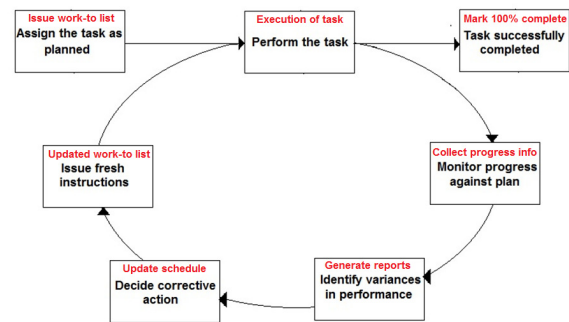 Issue work-to list
Assign the task as
planned
Execution of task
Perform the task
Mark 100% complete
Task successfully
completed
Updated work-to list
Issue fresh
instructions
Collect progress info
Monitor progress
against plan
Update schedule
Decide corrective
action
Generate reports
Identify variances
in performance